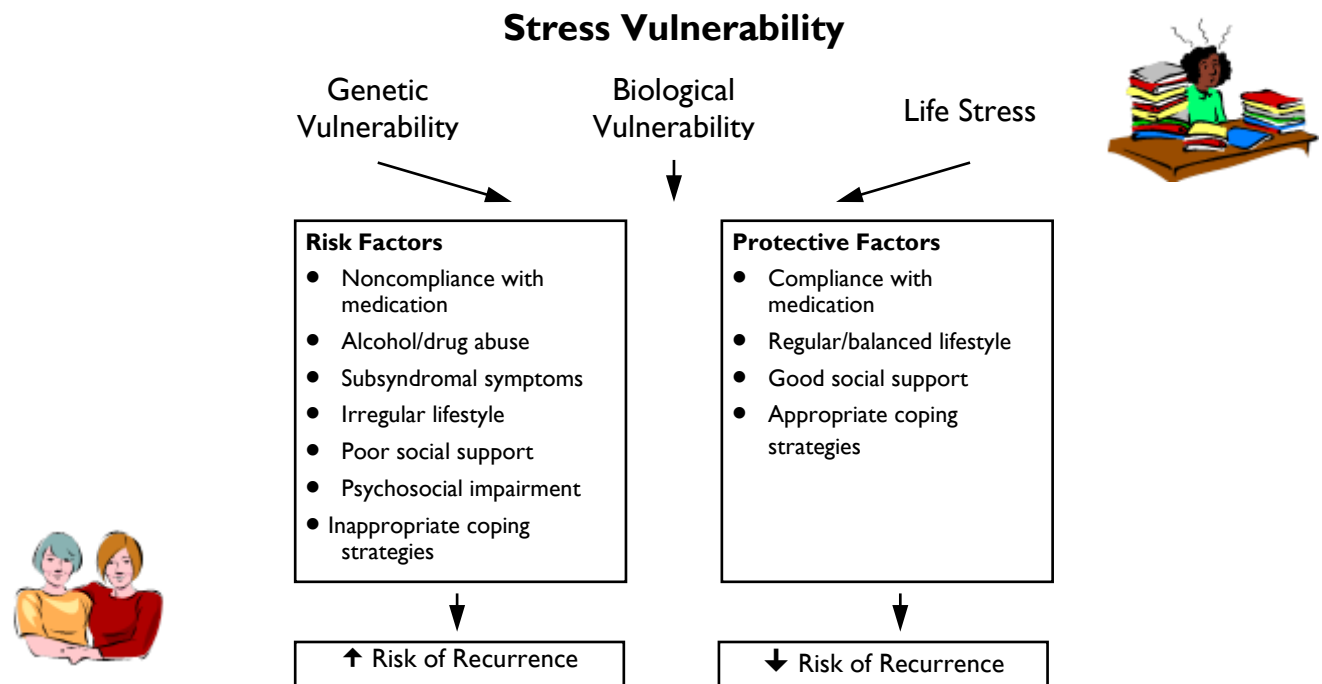 Stress Vulnerability
Genetic
Vulnerability
Biological
Vulnerability
Life Stress
Risk Factors
● Noncompliance with
medication
● Alcohol/drug abuse
● Subsyndromal symptoms
● Irregular lifestyle
● Poor social support
● Psychosocial impairment
● Inappropriate coping
strategies
Protective Factors
● Compliance with
medication
● Regular/balanced lifestyle
● Good social support
● Appropriate coping
strategies
↑ Risk of Recurrence
↓ Risk of Recurrence